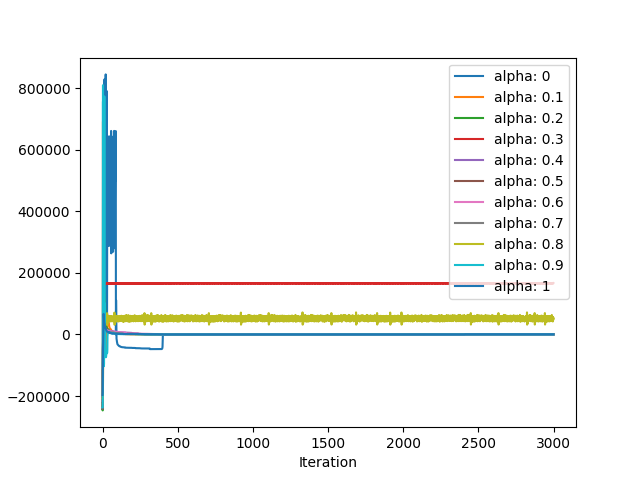 800000
600000
400000
200000
0
−200000
0
500
1000
1500
2000
2500
3000
Iteration
alpha: 0
alpha: 0.1
alpha: 0.2
alpha: 0.3
alpha: 0.4
alpha: 0.5
alpha: 0.6
alpha: 0.7
alpha: 0.8
alpha: 0.9
alpha: 1